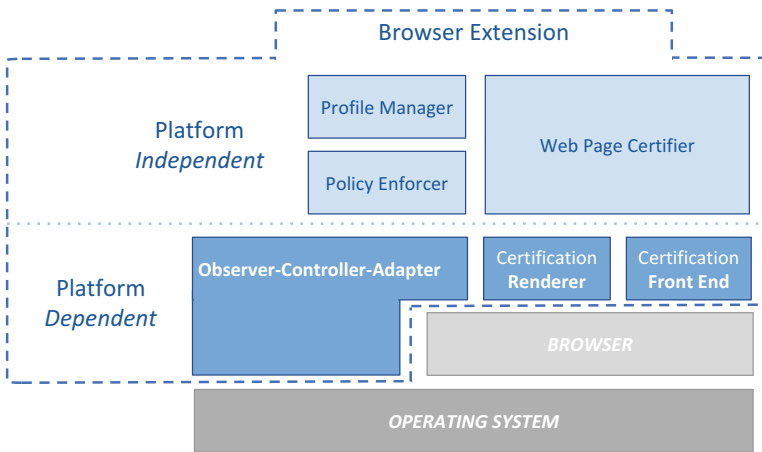 Browser Extension
Platform
Independent
Profile Manager
Policy Enforcer
Web Page Certifier
Platform
Dependent
Observer-Controller-Adapter
Certification
Renderer
Certification
Front End
BROWSER
OPERATING SYSTEM